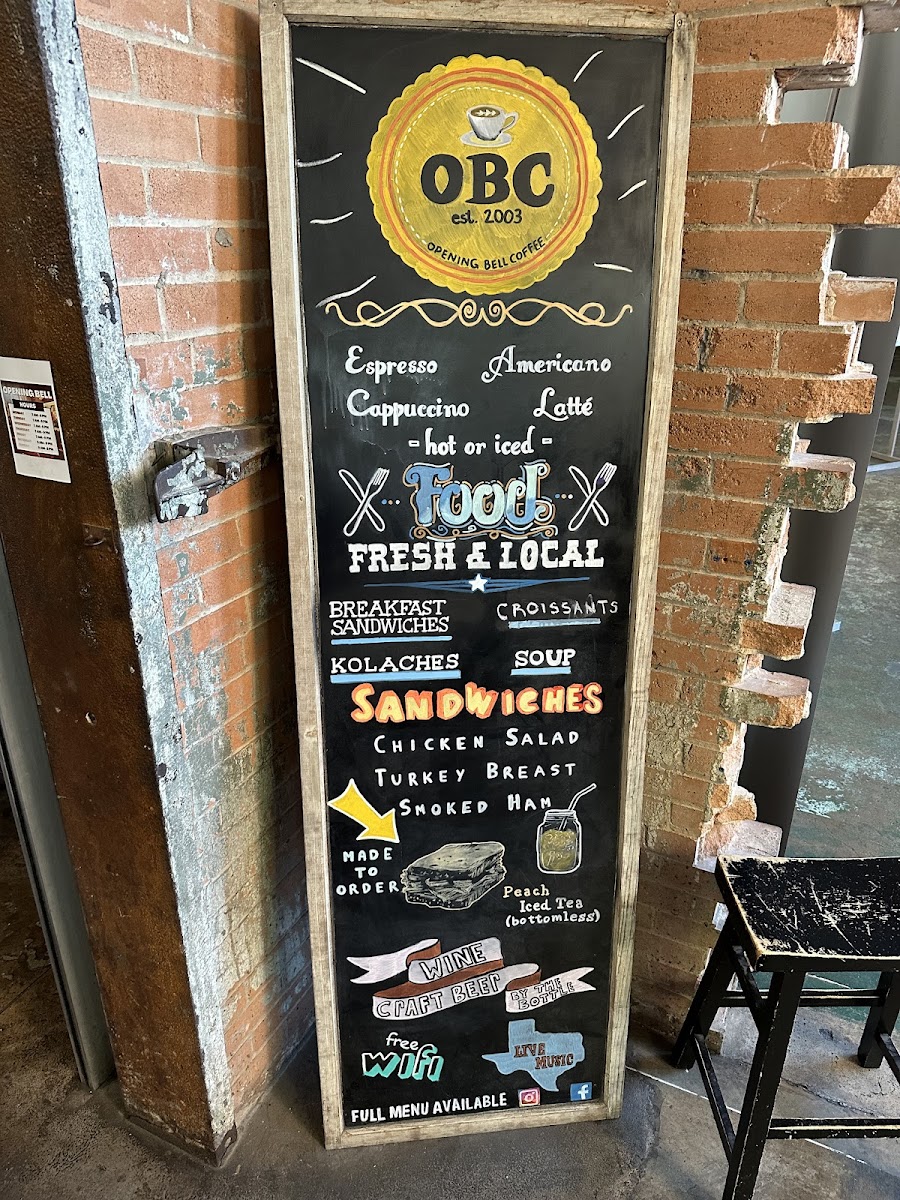 OBC
est. 2003
OPENING BELL COFFEE
Espresso Americano
Cappuccino Latté
- hot or iced -
Food
FRESH & LOCAL
BREAKFAST SANDWICHES
CROISSANTS
KOLACHES SOUP
SANDWICHES
CHICKEN SALAD
TURKEY BREAST
SMOKED HAM
MADE
TO
ORDER
Peach
Iced Tea
(bottomless)
WINE
CRAFT BEER
BY THE
BOTTLE
free
wifi
LIVE
MUSIC
FULL MENU AVAILABLE
OPENING BELL
HOURS